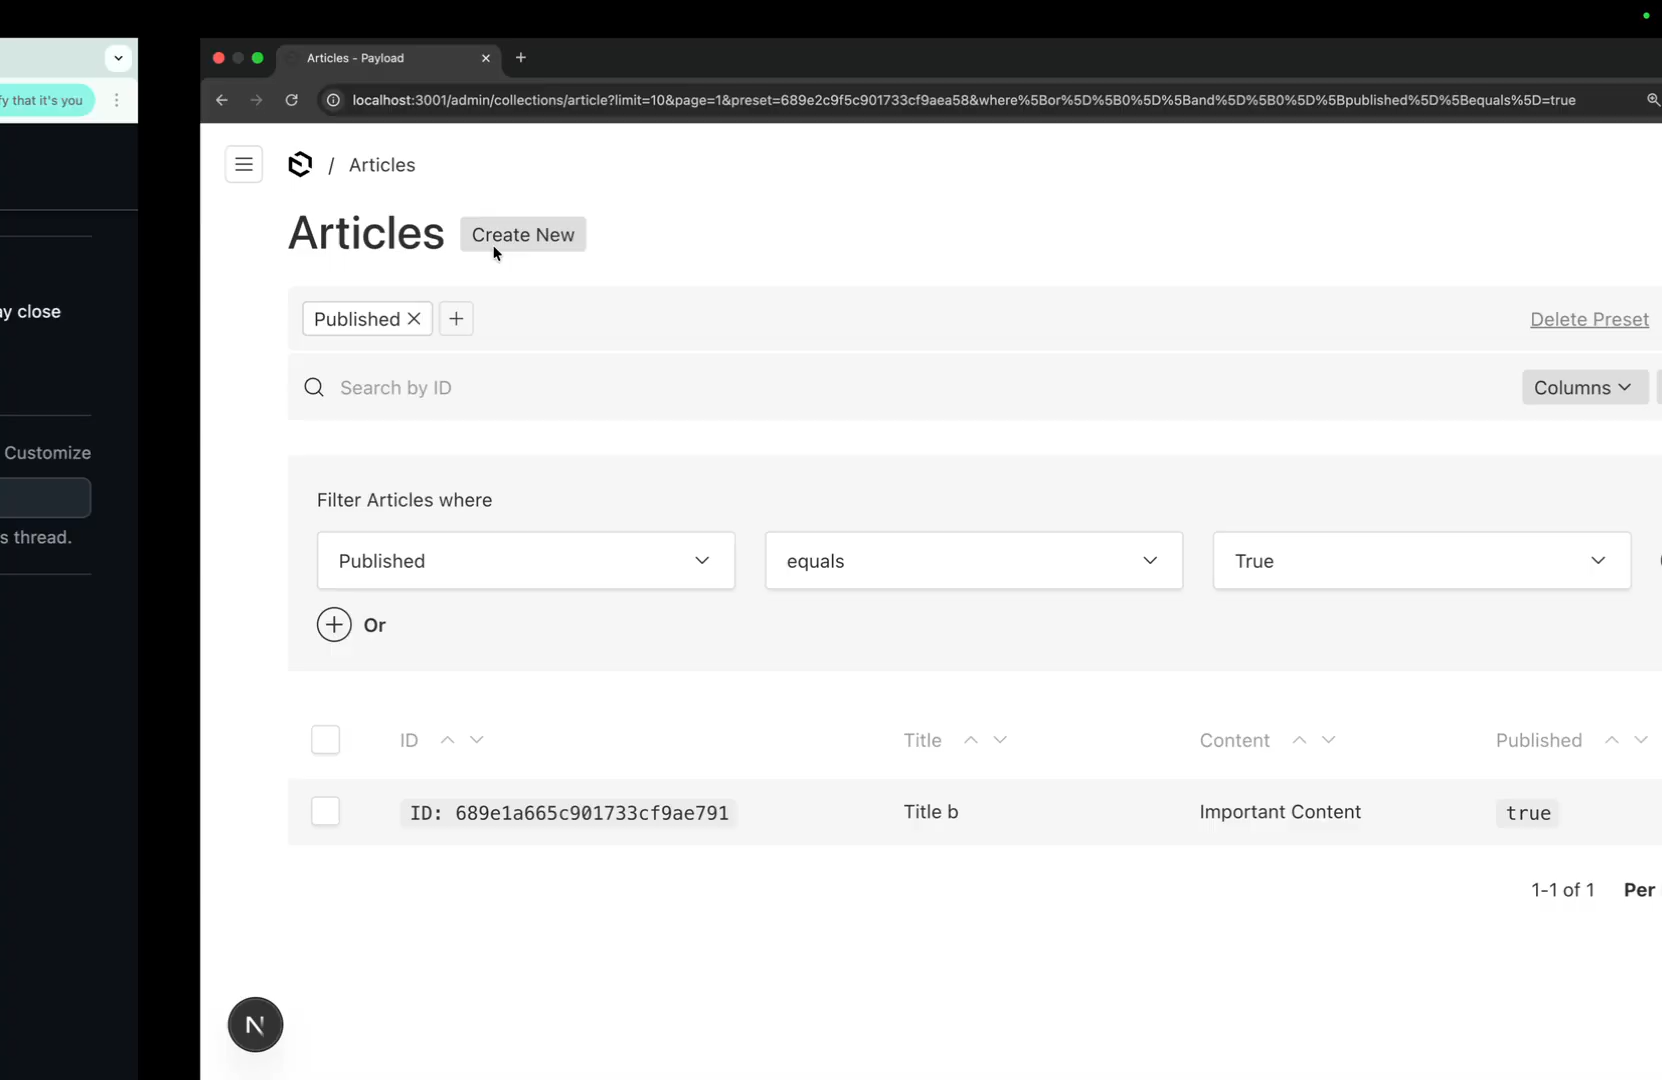 fy that it's you
ay close
Customize
s thread.
Articles - Payload
localhost:3001/admin/collections/article?limit=10&page=1&preset=689e2c9f5c901733cf9aea58&where%5Bor%5D%5B0%5D%5Band%5D%5B0%5D%5Bpublished%5D%5Bequals%5D=true
/ Articles
Articles Create New
Published
Delete Preset
Search by ID
Columns
Filter Articles where
Published equals True
Or
ID Title Content Published
ID: 689e1a665c901733cf9ae791 Title b Important Content true
1-1 of 1 Per
N